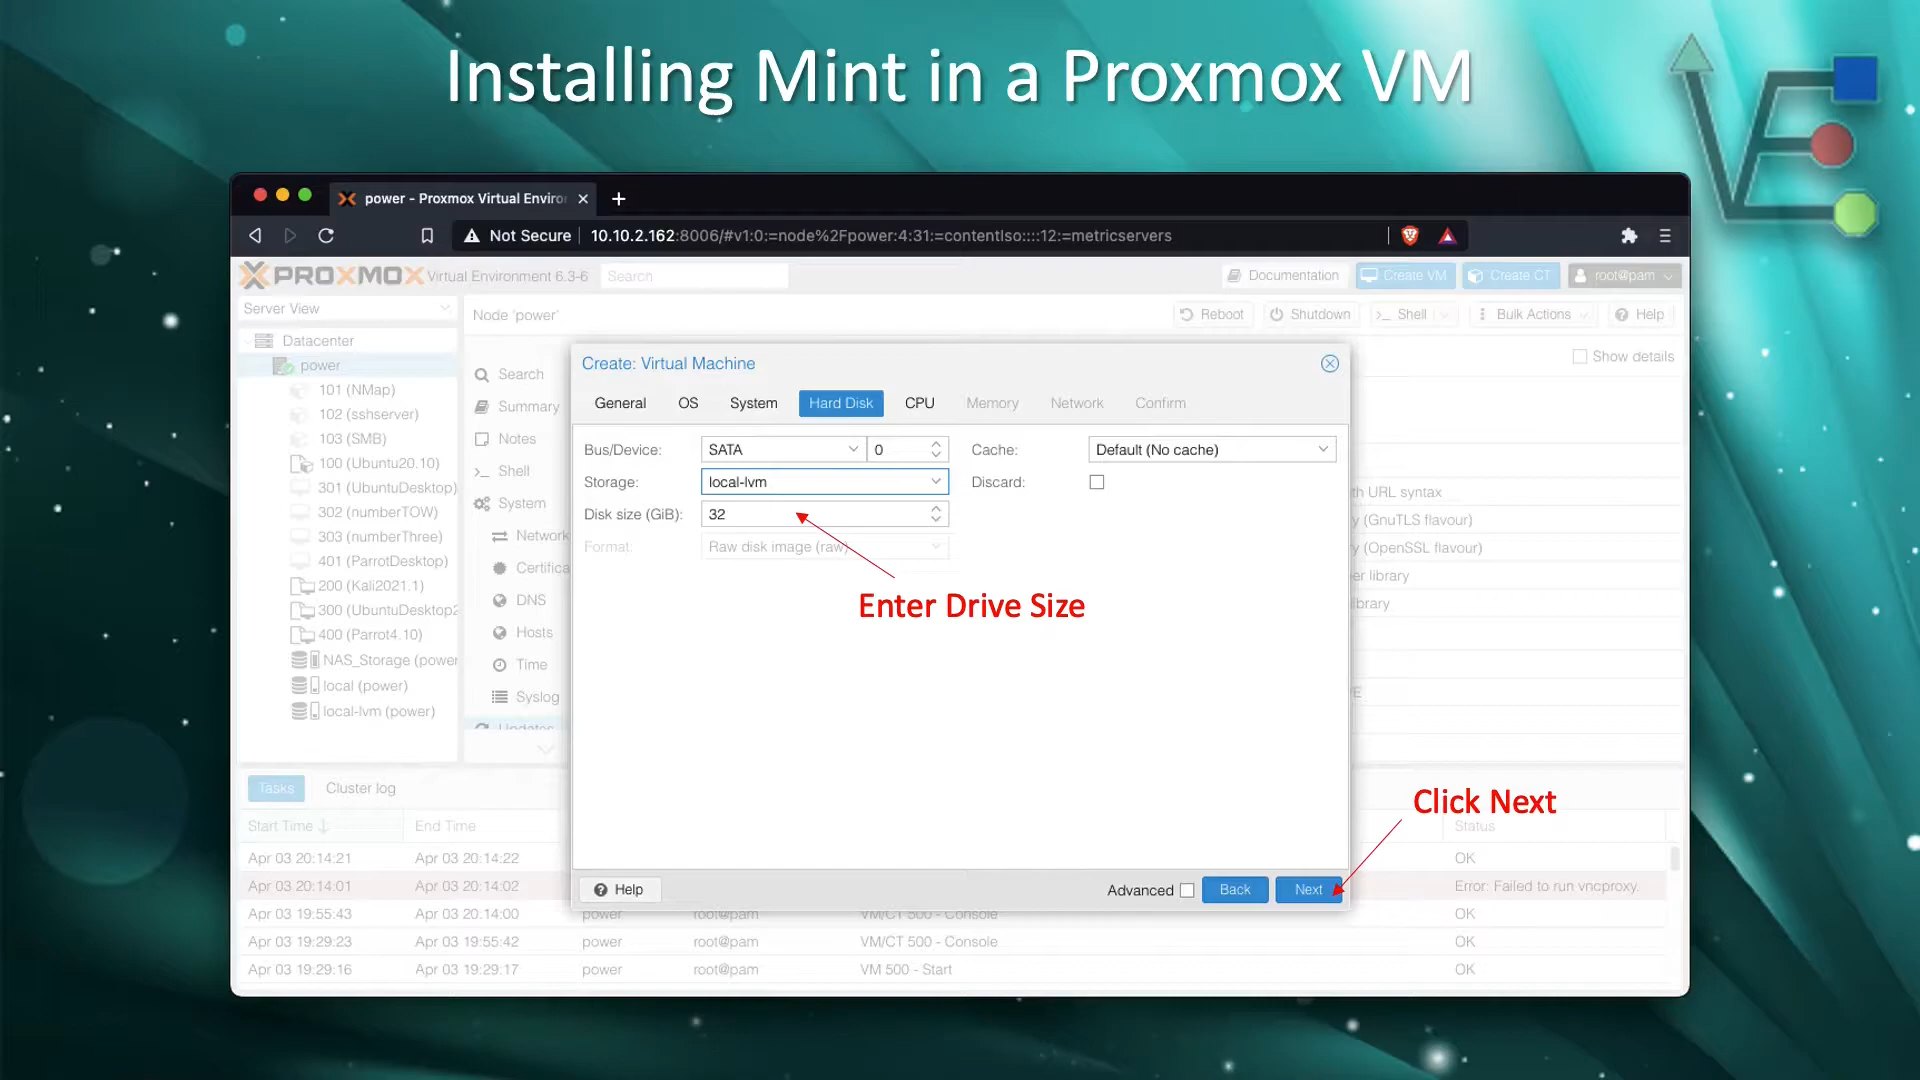 Installing Mint in a Proxmox VM
power - Proxmox Virtual Enviro
Not Secure 10.10.2.162:8006/#v1:0:=node%2Fpower:4:31:=contentIso::::12:=metricservers
PROXMOX Virtual Environment 6.3-6 Search Documentation Create VM Create CT root@pam
Server View
Node 'power' Reboot Shutdown Shell Bulk Actions Help
Datacenter
power
101 (NMap)
102 (sshserver)
103 (SMB)
100 (Ubuntu20.10)
301 (UbuntuDesktop)
302 (numberTOW)
303 (numberThree)
401 (ParrotDesktop)
200 (Kali2021.1)
300 (UbuntuDesktop2
400 (Parrot4.10)
NAS_Storage (power
local (power)
local-lvm (power)
Search
Summary
Notes
Shell
System
Network
Certifica
DNS
Hosts
Time
Syslog
Updates
Show details
Create: Virtual Machine
General OS System Hard Disk CPU Memory Network Confirm
Bus/Device: SATA 0 Cache: Default (No cache)
Storage: local-lvm Discard:
Disk size (GiB): 32
Format: Raw disk image (raw)
Enter Drive Size
th URL syntax
y (GnuTLS flavour)
y (OpenSSL flavour)
er library
ibrary
Click Next
Help Advanced Back Next
Tasks Cluster log
Start Time End Time Status
Apr 03 20:14:21 Apr 03 20:14:22 OK
Apr 03 20:14:01 Apr 03 20:14:02 Error: Failed to run vncproxy.
Apr 03 19:55:43 Apr 03 20:14:00 power root@pam VM/CT 500 - Console OK
Apr 03 19:29:23 Apr 03 19:55:42 power root@pam VM/CT 500 - Console OK
Apr 03 19:29:16 Apr 03 19:29:17 power root@pam VM 500 - Start OK